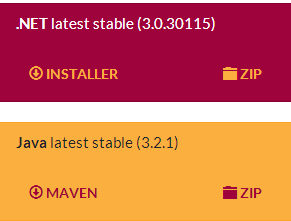 .NET latest stable (3.0.30115)
INSTALLER ZIP
Java latest stable (3.2.1)
MAVEN ZIP